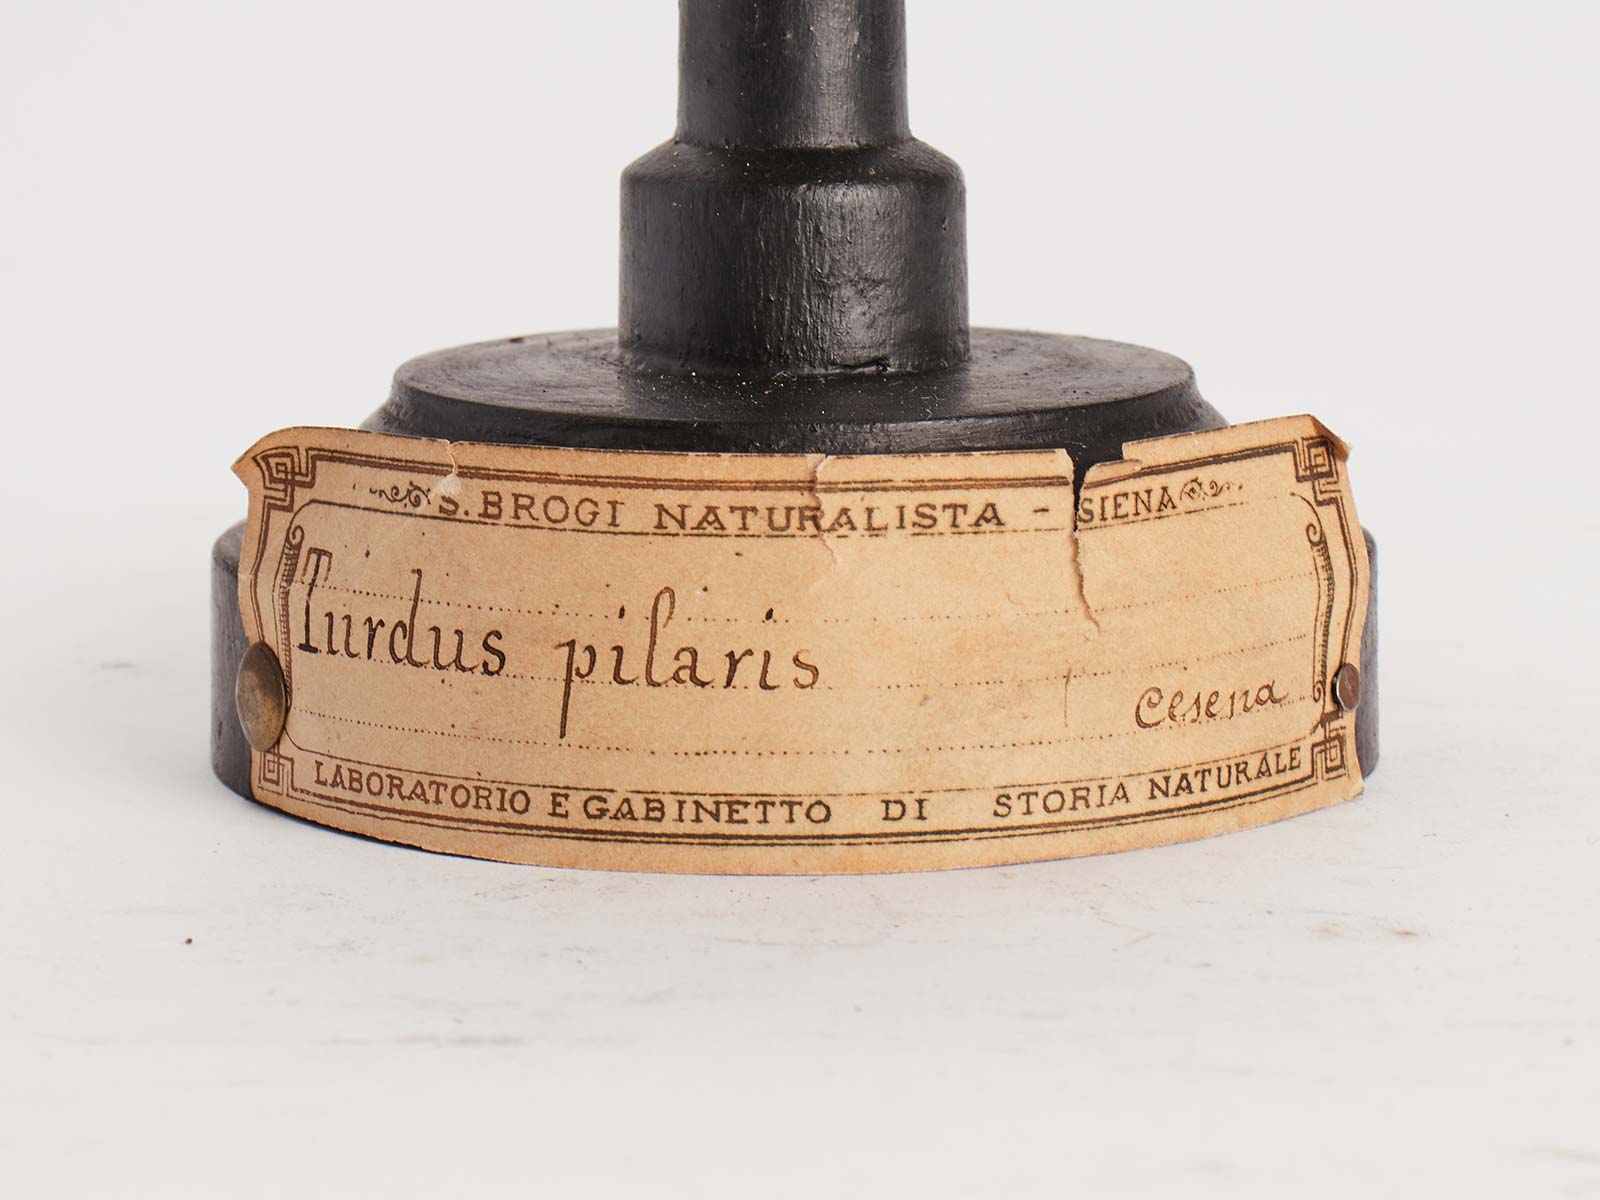 S. BROGI NATURALISTA - SIENA
Turdus pilaris
Cesena
LABORATORIO E GABINETTO DI STORIA NATURALE